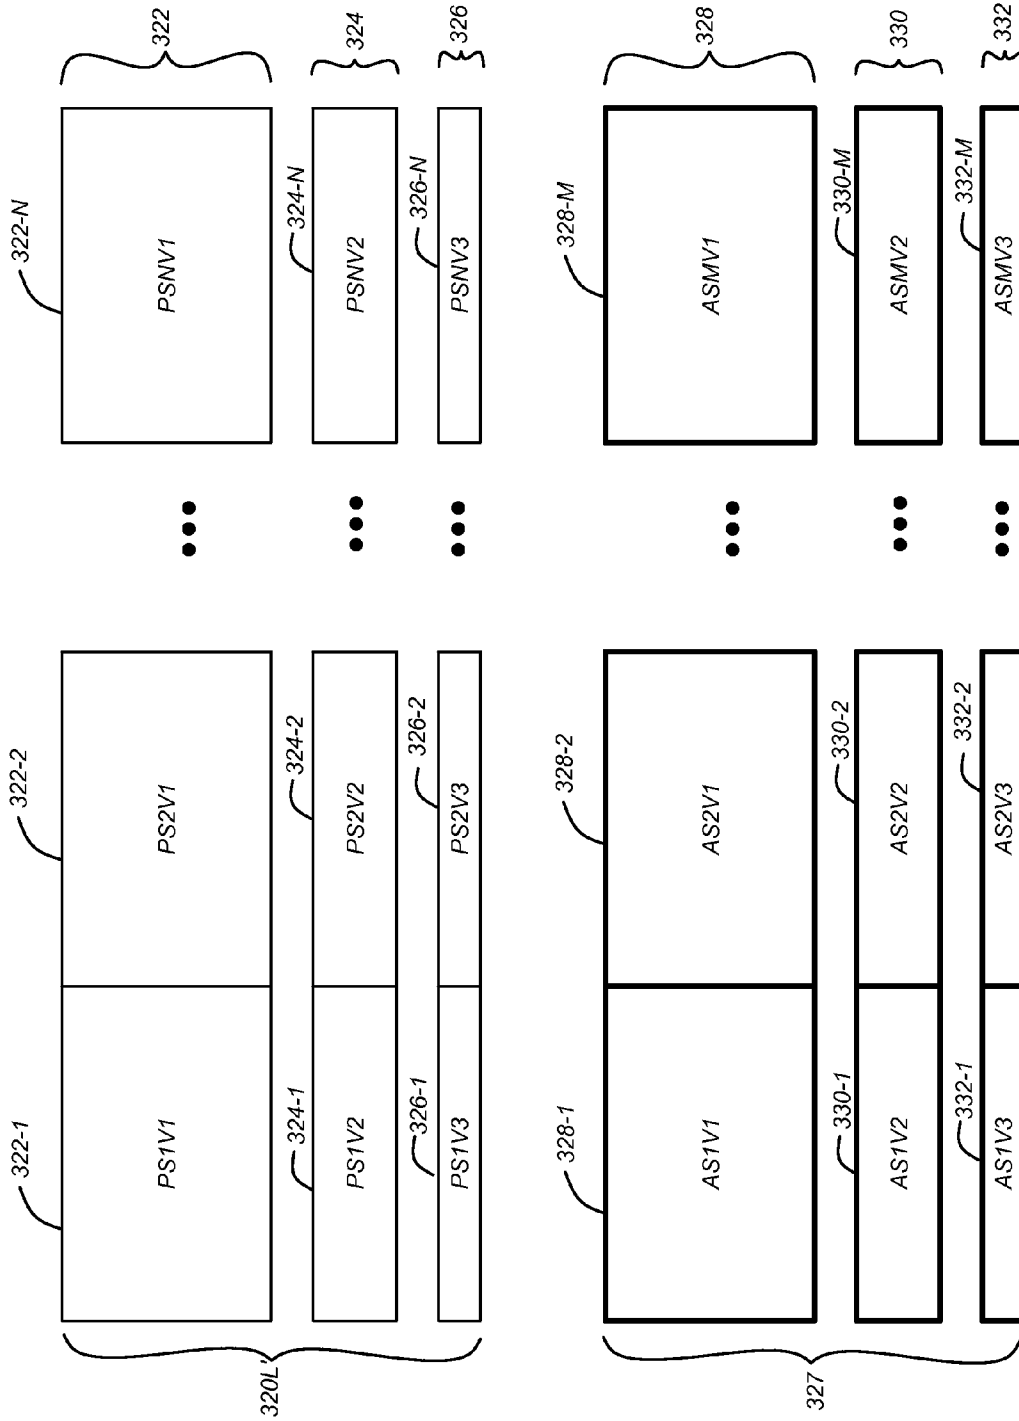 322-1 322-2 322-N
PS1V1 PS2V1 ••• PSNV1 322
324-1 324-2 324-N
PS1V2 PS2V2 ••• PSNV2 324
326-1 326-2 326-N
PS1V3 PS2V3 ••• PSNV3 326
320L'
328-1 328-2 328-M
AS1V1 AS2V1 ••• ASMV1 328
330-1 330-2 330-M
AS1V2 AS2V2 ••• ASMV2 330
332-1 332-2 332-M
AS1V3 AS2V3 ••• ASMV3 332
327